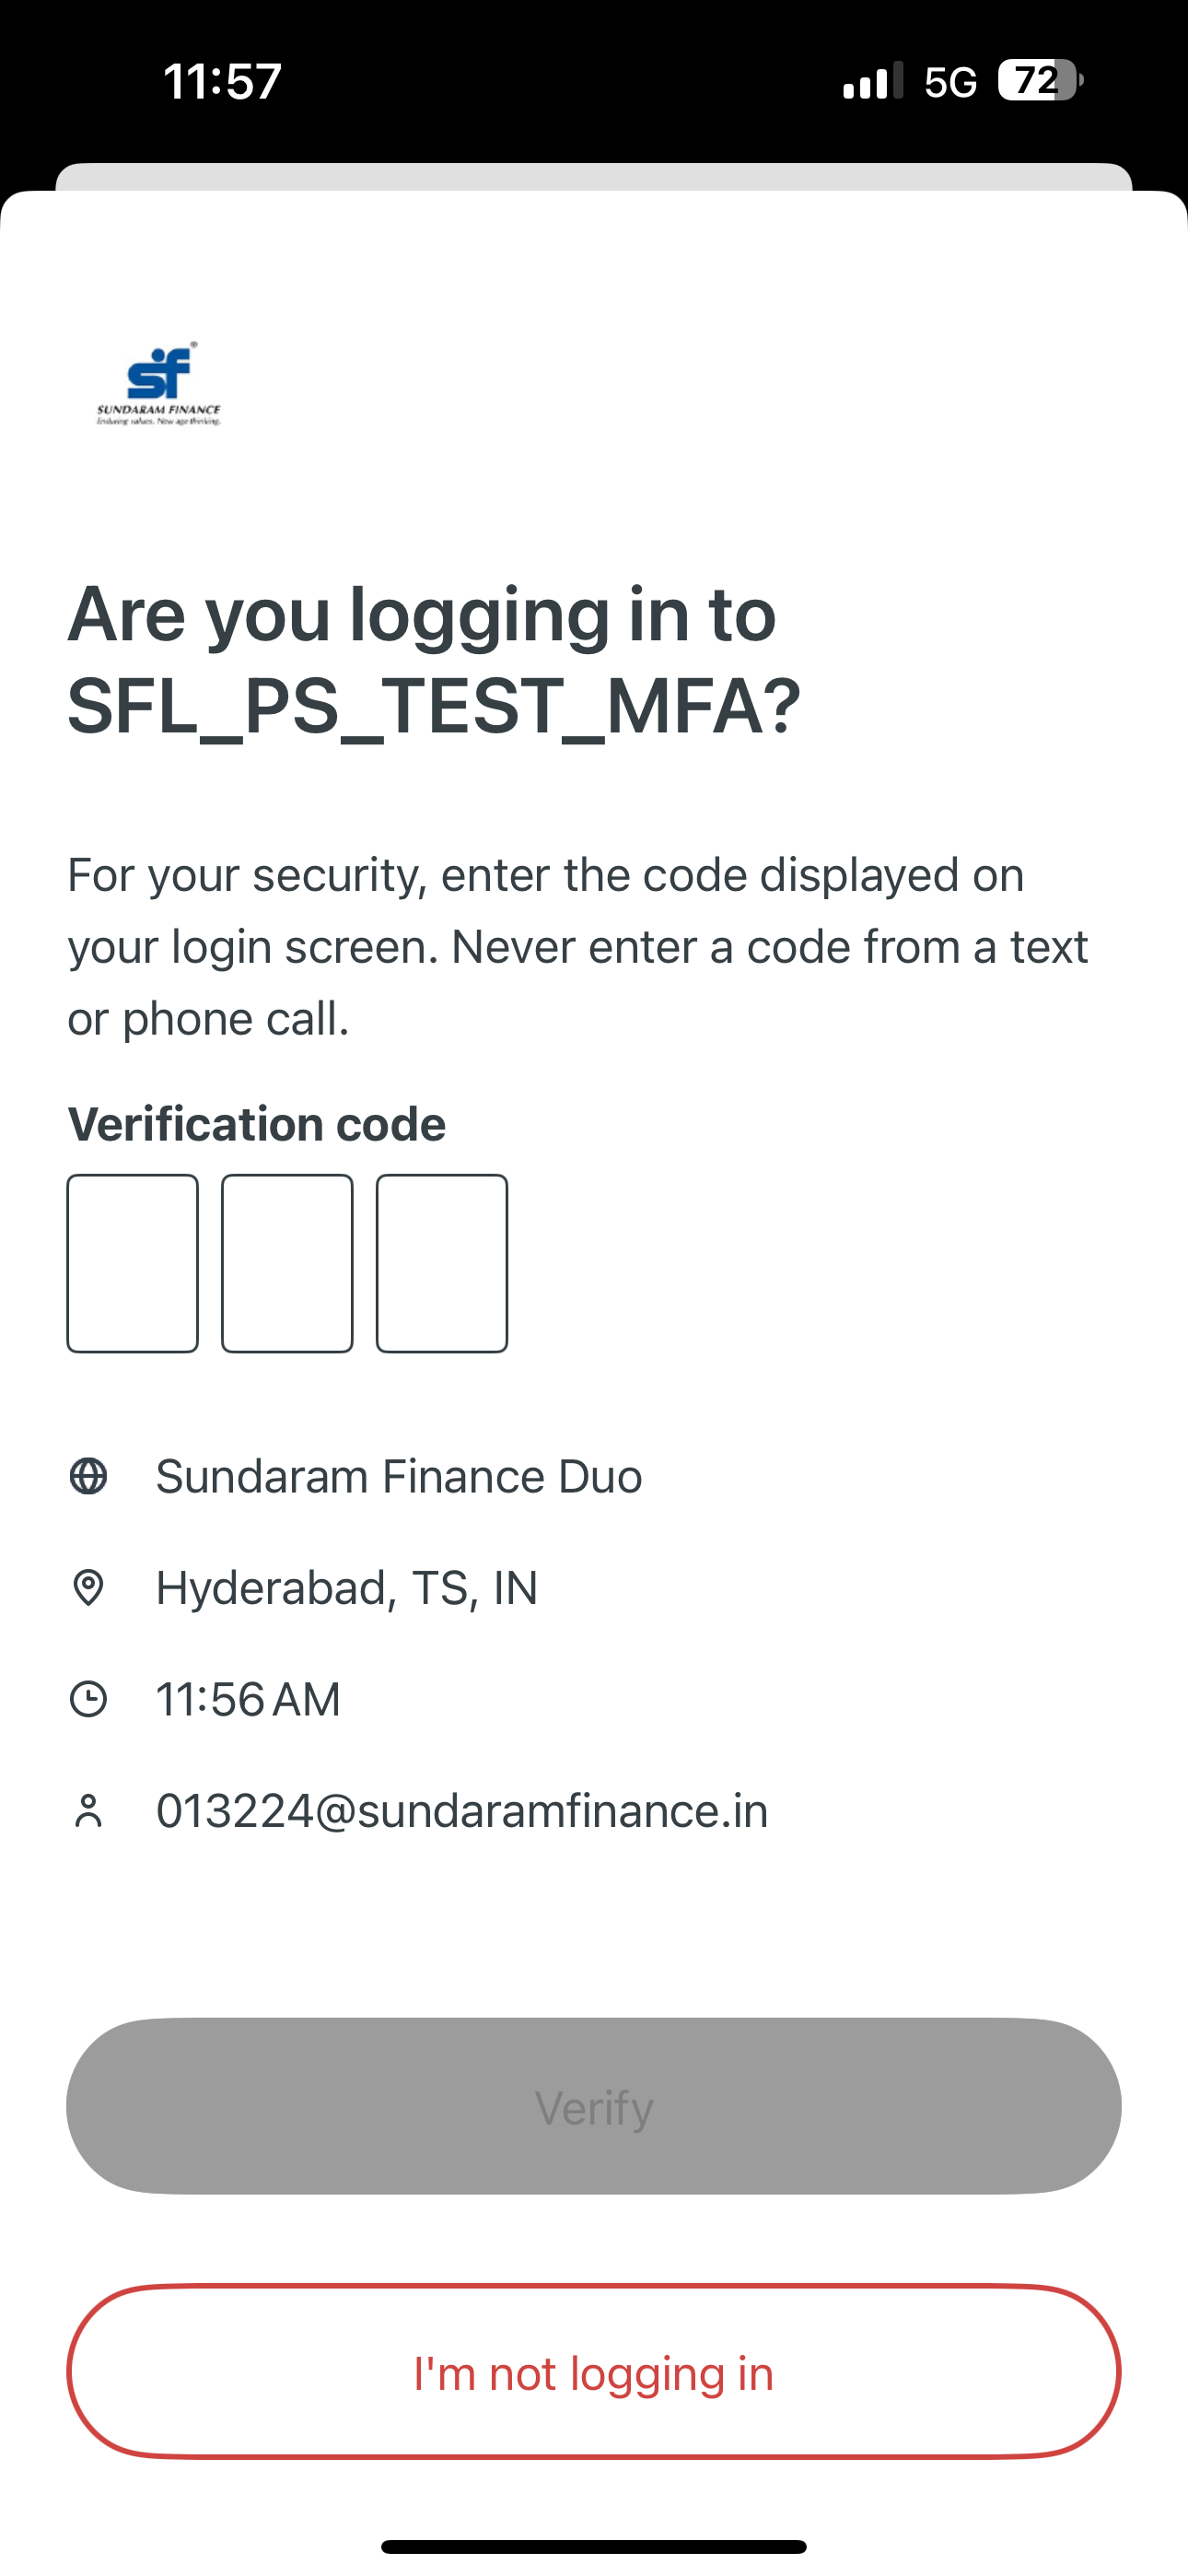 11:57
5G 72
sf®
SUNDARAM FINANCE
Enduring values. New age thinking.
Are you logging in to
SFL_PS_TEST_MFA?
For your security, enter the code displayed on
your login screen. Never enter a code from a text
or phone call.
Verification code
Sundaram Finance Duo
Hyderabad, TS, IN
11:56 AM
013224@sundaramfinance.in
Verify
I'm not logging in